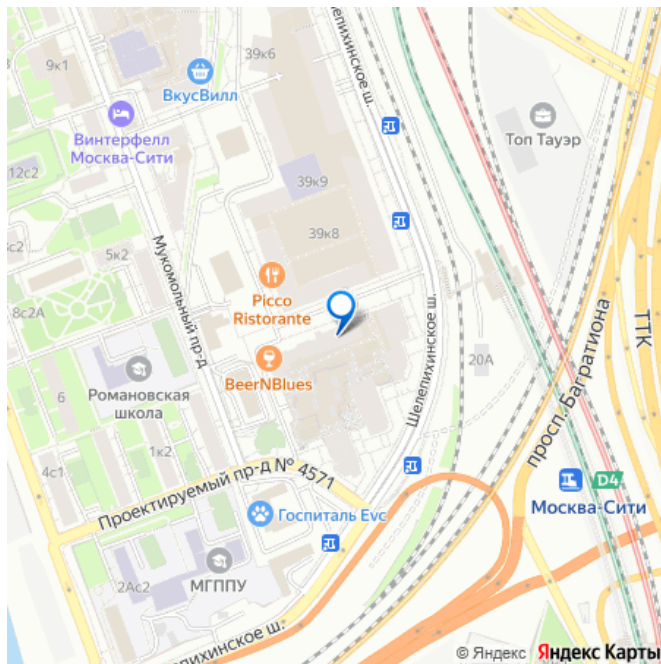 39к6
Шелепихинское ш.
9к1
ВкусВилл
Винтерфелл
Москва-Сити
Топ Тауэр
12с2
39к9
39к8
5к2
Мукомольный пр-д
8с2А
Picco
Ristorante
Шелепихинское ш.
просп. Багратиона
ТТК
20А
BeerNBlues
Романовская
школа
6
1к2
4с1
Проектируемый пр-д № 4571
D4
Москва-Сити
Госпиталь Evc
МГППУ
2Ас2
Шелепихинское ш.
© Яндекс Яндекс Карты